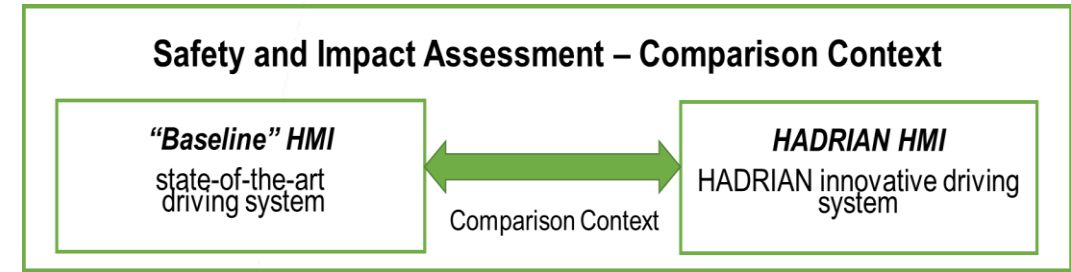 Safety and Impact Assessment – Comparison Context
“Baseline” HMI
state-of-the-art
driving system
Comparison Context
HADRIAN HMI
HADRIAN innovative driving
system